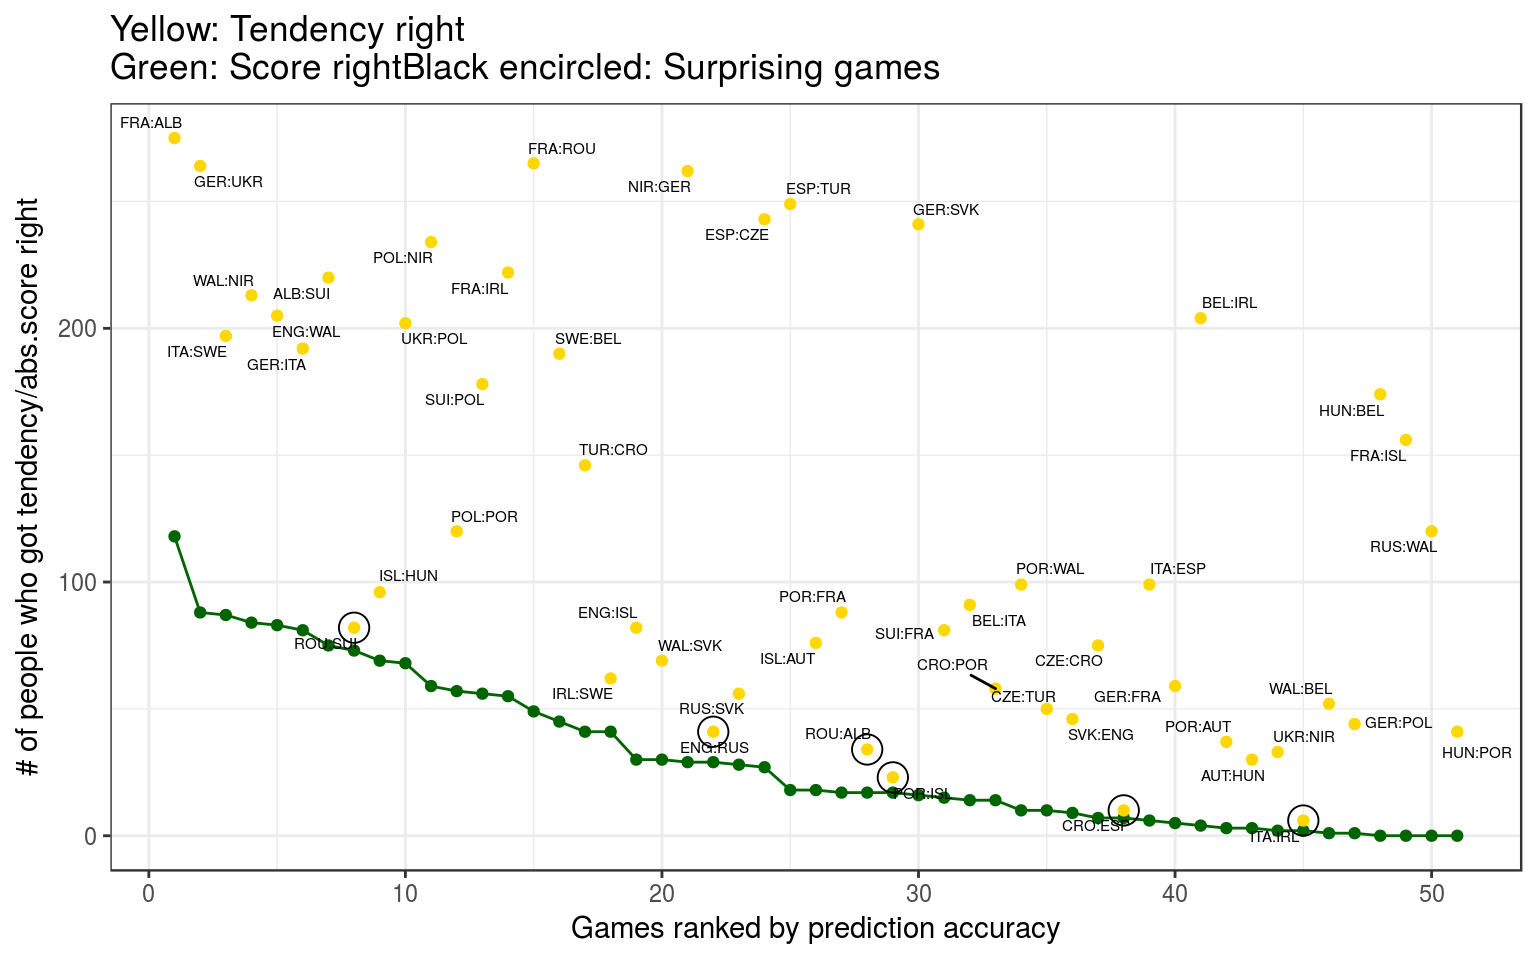 Yellow: Tendency right
Green: Score rightBlack encircled: Surprising games
# of people who got tendency/abs.score right
200
100
0
FRA:ALB
GER:UKR
FRA:ROU
NIR:GER
ESP:TUR
ESP:CZE
GER:SVK
POL:NIR
WAL:NIR
ALB:SUI
FRA:IRL
BEL:IRL
ENG:WAL
ITA:SWE
GER:ITA
UKR:POL
SWE:BEL
SUI:POL
HUN:BEL
TUR:CRO
FRA:ISL
POL:POR
RUS:WAL
ISL:HUN
POR:WAL
ITA:ESP
POR:FRA
ENG:ISL
BEL:ITA
SUI:FRA
ROU:SUI
WAL:SVK
ISL:AUT
CRO:POR
CZE:CRO
IRL:SWE
CZE:TUR
GER:FRA
WAL:BEL
RUS:SVK
ROU:ALB
SVK:ENG
POR:AUT
GER:POL
UKR:NIR
ENG:RUS
HUN:POR
AUT:HUN
POR:ISL
CRO:ESP
ITA:IRL
0
10
20
30
40
50
Games ranked by prediction accuracy